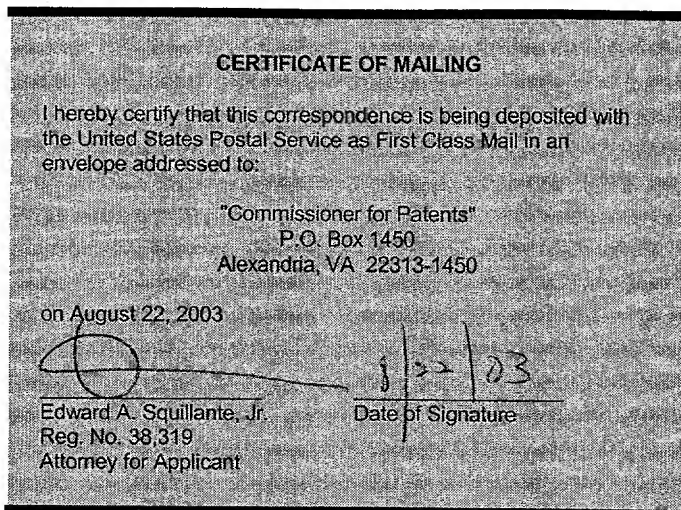 CERTIFICATE OF MAILING
I hereby certify that this correspondence is being deposited with
the United States Postal Service as First Class Mail in an
envelope addressed to:
"Commissioner for Patents"
P.O. Box 1450
Alexandria, VA 22313-1450
on August 22, 2003
8/22/03
Edward A. Squillante, Jr.
Date of Signature
Reg. No. 38,319
Attorney for Applicant